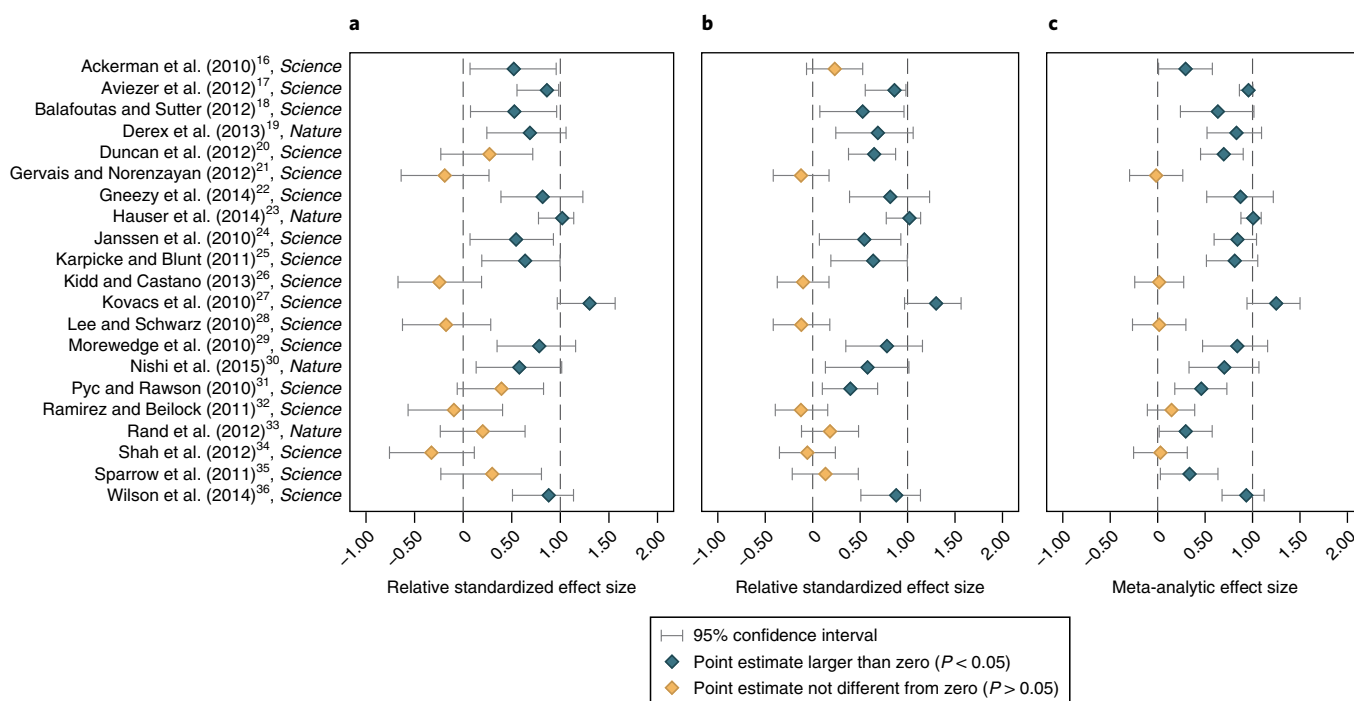 a
b
c
Ackerman et al. (2010)16, Science
Aviezer et al. (2012)17, Science
Balafoutas and Sutter (2012)18, Science
Derex et al. (2013)19, Nature
Duncan et al. (2012)20, Science
Gervais and Norenzayan (2012)21, Science
Gneezy et al. (2014)22, Science
Hauser et al. (2014)23, Nature
Janssen et al. (2010)24, Science
Karpicke and Blunt (2011)25, Science
Kidd and Castano (2013)26, Science
Kovacs et al. (2010)27, Science
Lee and Schwarz (2010)28, Science
Morewedge et al. (2010)29, Science
Nishi et al. (2015)30, Nature
Pyc and Rawson (2010)31, Science
Ramirez and Beilock (2011)32, Science
Rand et al. (2012)33, Nature
Shah et al. (2012)34, Science
Sparrow et al. (2011)35, Science
Wilson et al. (2014)36, Science
−1.00 −0.50 0 0.50 1.00 1.50 2.00
−1.00 −0.50 0 0.50 1.00 1.50 2.00
−1.00 −0.50 0 0.50 1.00 1.50 2.00
Relative standardized effect size
Relative standardized effect size
Meta-analytic effect size
95% confidence interval
Point estimate larger than zero (P < 0.05)
Point estimate not different from zero (P > 0.05)